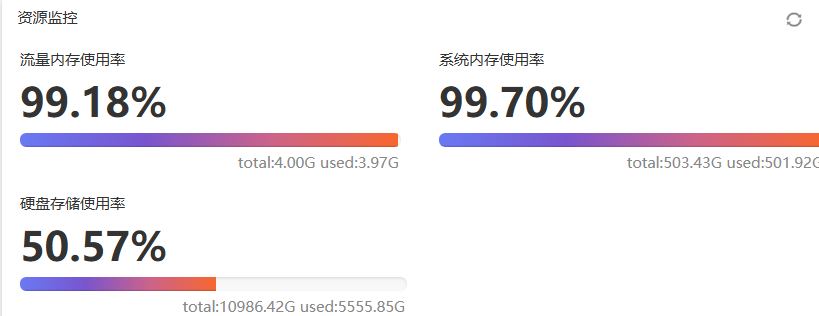 资源监控
流量内存使用率
99.18%
total:4.00G used:3.97G
系统内存使用率
99.70%
total:503.43G used:501.92G
硬盘存储使用率
50.57%
total:10986.42G used:5555.85G